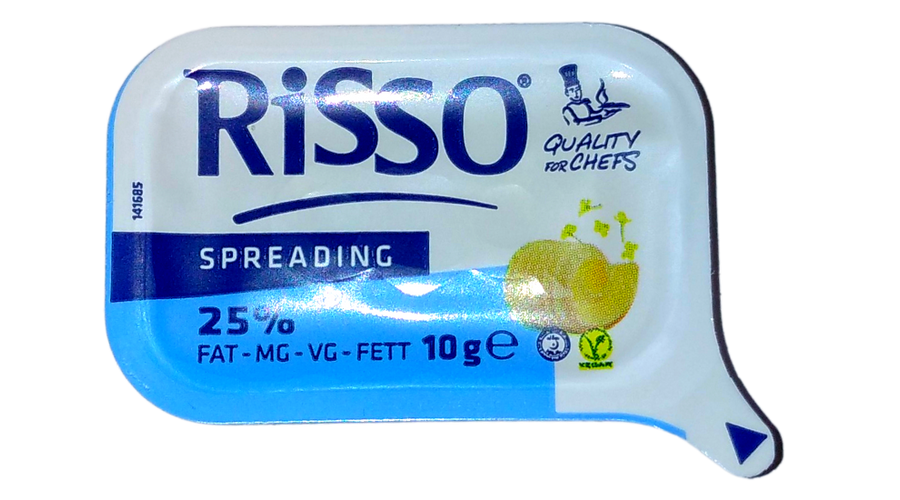 RISSO®
QUALITY
FOR CHEFS
141685
SPREADING
25%
FAT-MG-VG-FETT 10g℮
VEGAN